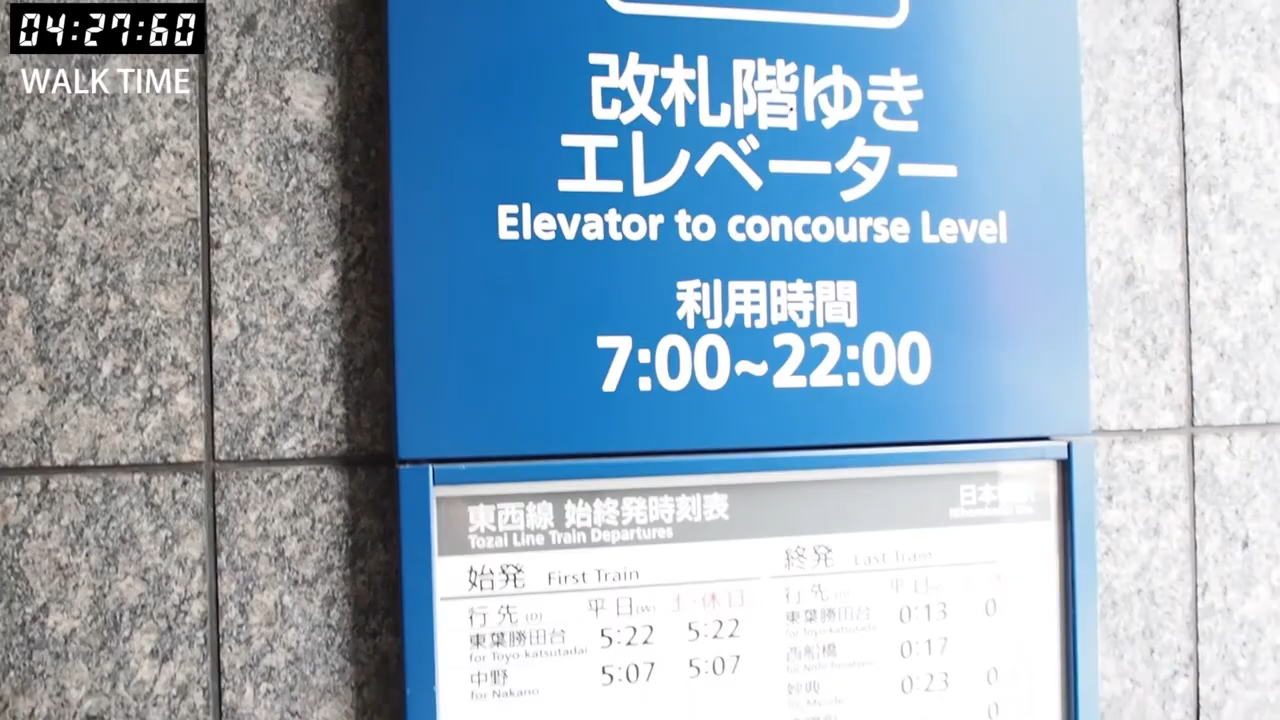 04:27:60
WALK TIME
改札階ゆき
エレベーター
Elevator to concourse Level
利用時間
7:00~22:00
東西線 始終発時刻表
Tozai Line Train Departures
日本
始発 First Train
終発 Last Train
行先(D) 平日(W) 土・休日
行先 平日
東葉勝田台 5:22 5:22
for Toyo-katsutadai
中野 5:07 5:07
for Nakano
東葉勝田台 0:13 0
for Toyo-katsutadai
西船橋 0:17
妙典 0:23 0
0